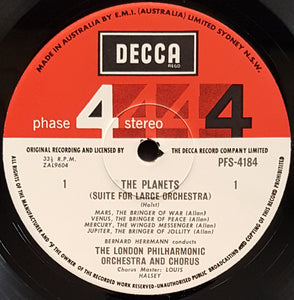 MADE IN AUSTRALIA BY E.M.I. (AUSTRALIA) LIMITED SYDNEY N.S.W.
DECCA
REGD
phase 4 stereo 4 4 4
ORIGINAL RECORDING AND LICENSED BY THE DECCA RECORD COMPANY LIMITED
33⅓ R.P.M.
ZAL9604
PFS-4184
1
THE PLANETS
1
(SUITE FOR LARGE ORCHESTRA)
(Holst)
MARS, THE BRINGER OF WAR (Allen)
VENUS, THE BRINGER OF PEACE (Allen)
MERCURY, THE WINGED MESSENGER (Allen)
JUPITER, THE BRINGER OF JOLLITY (Allen)
BERNARD HERRMANN conducts
THE LONDON PHILHARMONIC
ORCHESTRA AND CHORUS
Chorus Master: LOUIS
HALSEY
ALL RIGHTS OF THE MANUFACTURER AND OF THE OWNER OF THE RECORDED WORK RESERVED - UNAUTHORISED PUBLIC BROADCASTING AND COPYING OF THIS RECORD PROHIBITED